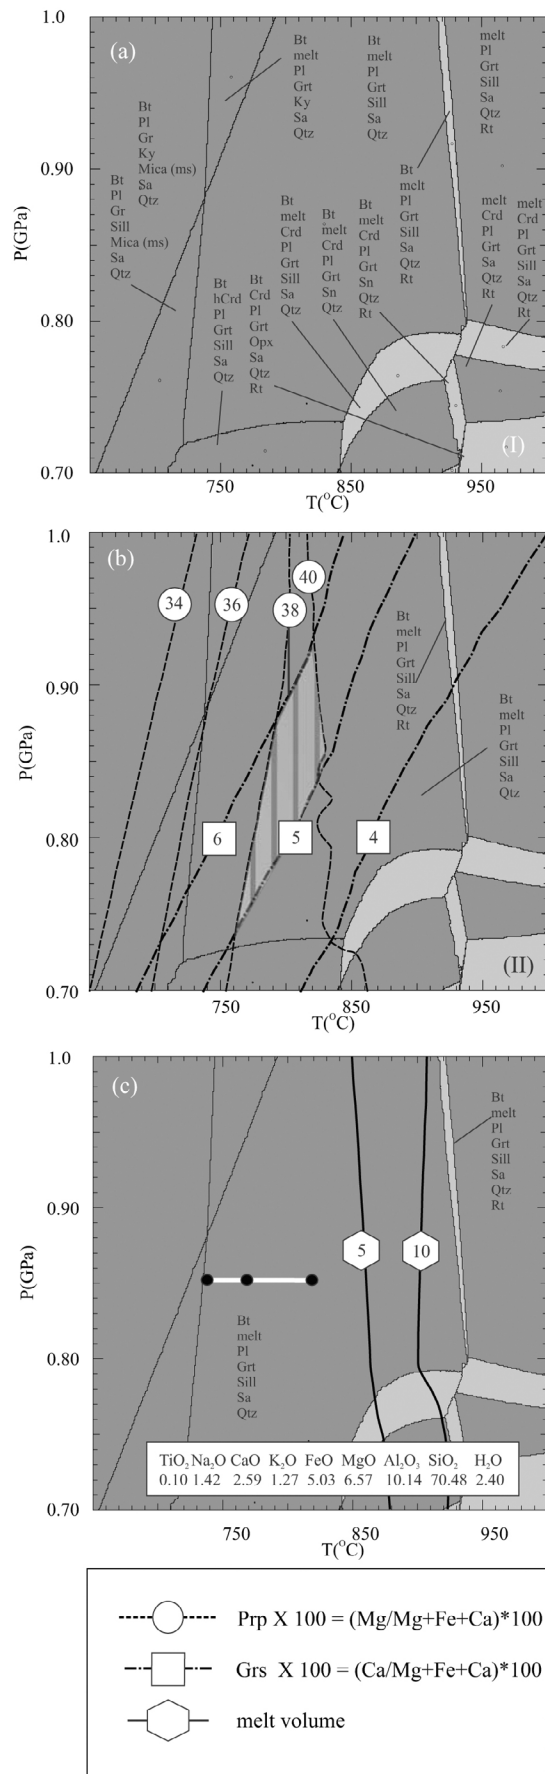 1.0
(a)
Bt
melt
Pl
Grt
Ky
Sa
Qtz
Bt
melt
Pl
Grt
Sill
Sa
Qtz
melt
Pl
Grt
Sill
Sa
Qtz
Rt
Bt
Pl
Gr
Ky
Mica (ms)
Sa
Qtz
0.90
Bt
Pl
Gr
Sill
Mica (ms)
Sa
Qtz
P(GPa)
Bt
melt
Pl
Grt
Sill
Sa
Qtz
Rt
Bt
melt
Crd
Pl
Grt
Sill
Sa
Qtz
Bt
melt
Crd
Pl
Grt
Sn
Qtz
Bt
melt
Crd
Pl
Grt
Sn
Qtz
Rt
melt
Crd
Pl
Grt
Sa
Qtz
Rt
melt
Crd
Pl
Grt
Sill
Sa
Qtz
Rt
Bt
hCrd
Pl
Grt
Sill
Sa
Qtz
Bt
Crd
Pl
Grt
Opx
Sa
Qtz
Rt
0.80
(I)
0.70
750 850 950
T(°C)
1.0
(b)
34
36
38
40
0.90
P(GPa)
Bt
melt
Pl
Grt
Sill
Sa
Qtz
Rt
Bt
melt
Pl
Grt
Sill
Sa
Qtz
0.80
6
5
4
(II)
0.70
750 850 950
T(°C)
1.0
(c)
Bt
melt
Pl
Grt
Sill
Sa
Qtz
Rt
0.90
P(GPa)
5
10
Bt
melt
Pl
Grt
Sill
Sa
Qtz
0.80
TiO₂ Na₂O CaO K₂O FeO MgO Al₂O₃ SiO₂ H₂O
0.10 1.42 2.59 1.27 5.03 6.57 10.14 70.48 2.40
0.70
750 850 950
T(°C)
Prp X 100 = (Mg/Mg+Fe+Ca)*100
Grs X 100 = (Ca/Mg+Fe+Ca)*100
melt volume